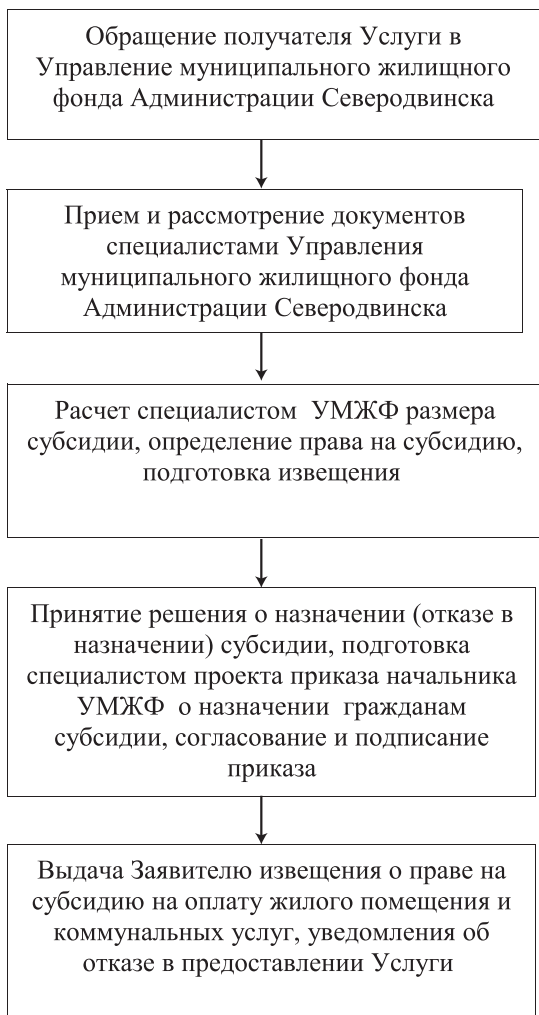 Обращение получателя Услуги в
Управление муниципального жилищного
фонда Администрации Северодвинска
Прием и рассмотрение документов
специалистами Управления
муниципального жилищного фонда
Администрации Северодвинска
Расчет специалистом УМЖФ размера
субсидии, определение права на субсидию,
подготовка извещения
Принятие решения о назначении (отказе в
назначении) субсидии, подготовка
специалистом проекта приказа начальника
УМЖФ о назначении гражданам
субсидии, согласование и подписание
приказа
Выдача Заявителю извещения о праве на
субсидию на оплату жилого помещения и
коммунальных услуг, уведомления об
отказе в предоставлении Услуги